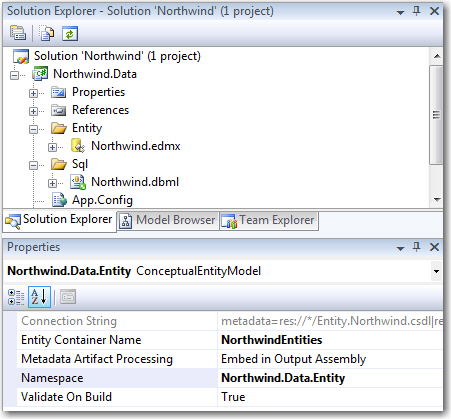 Solution Explorer - Solution 'Northwind' (1 project)
Solution 'Northwind' (1 project)
Northwind.Data
Properties
References
Entity
Northwind.edmx
Sql
Northwind.dbml
App.Config
Solution Explorer Model Browser Team Explorer
Properties
Northwind.Data.Entity ConceptualEntityModel
Connection String metadata=res://*/Entity.Northwind.csdl|re
Entity Container Name NorthwindEntities
Metadata Artifact Processing Embed in Output Assembly
Namespace Northwind.Data.Entity
Validate On Build True